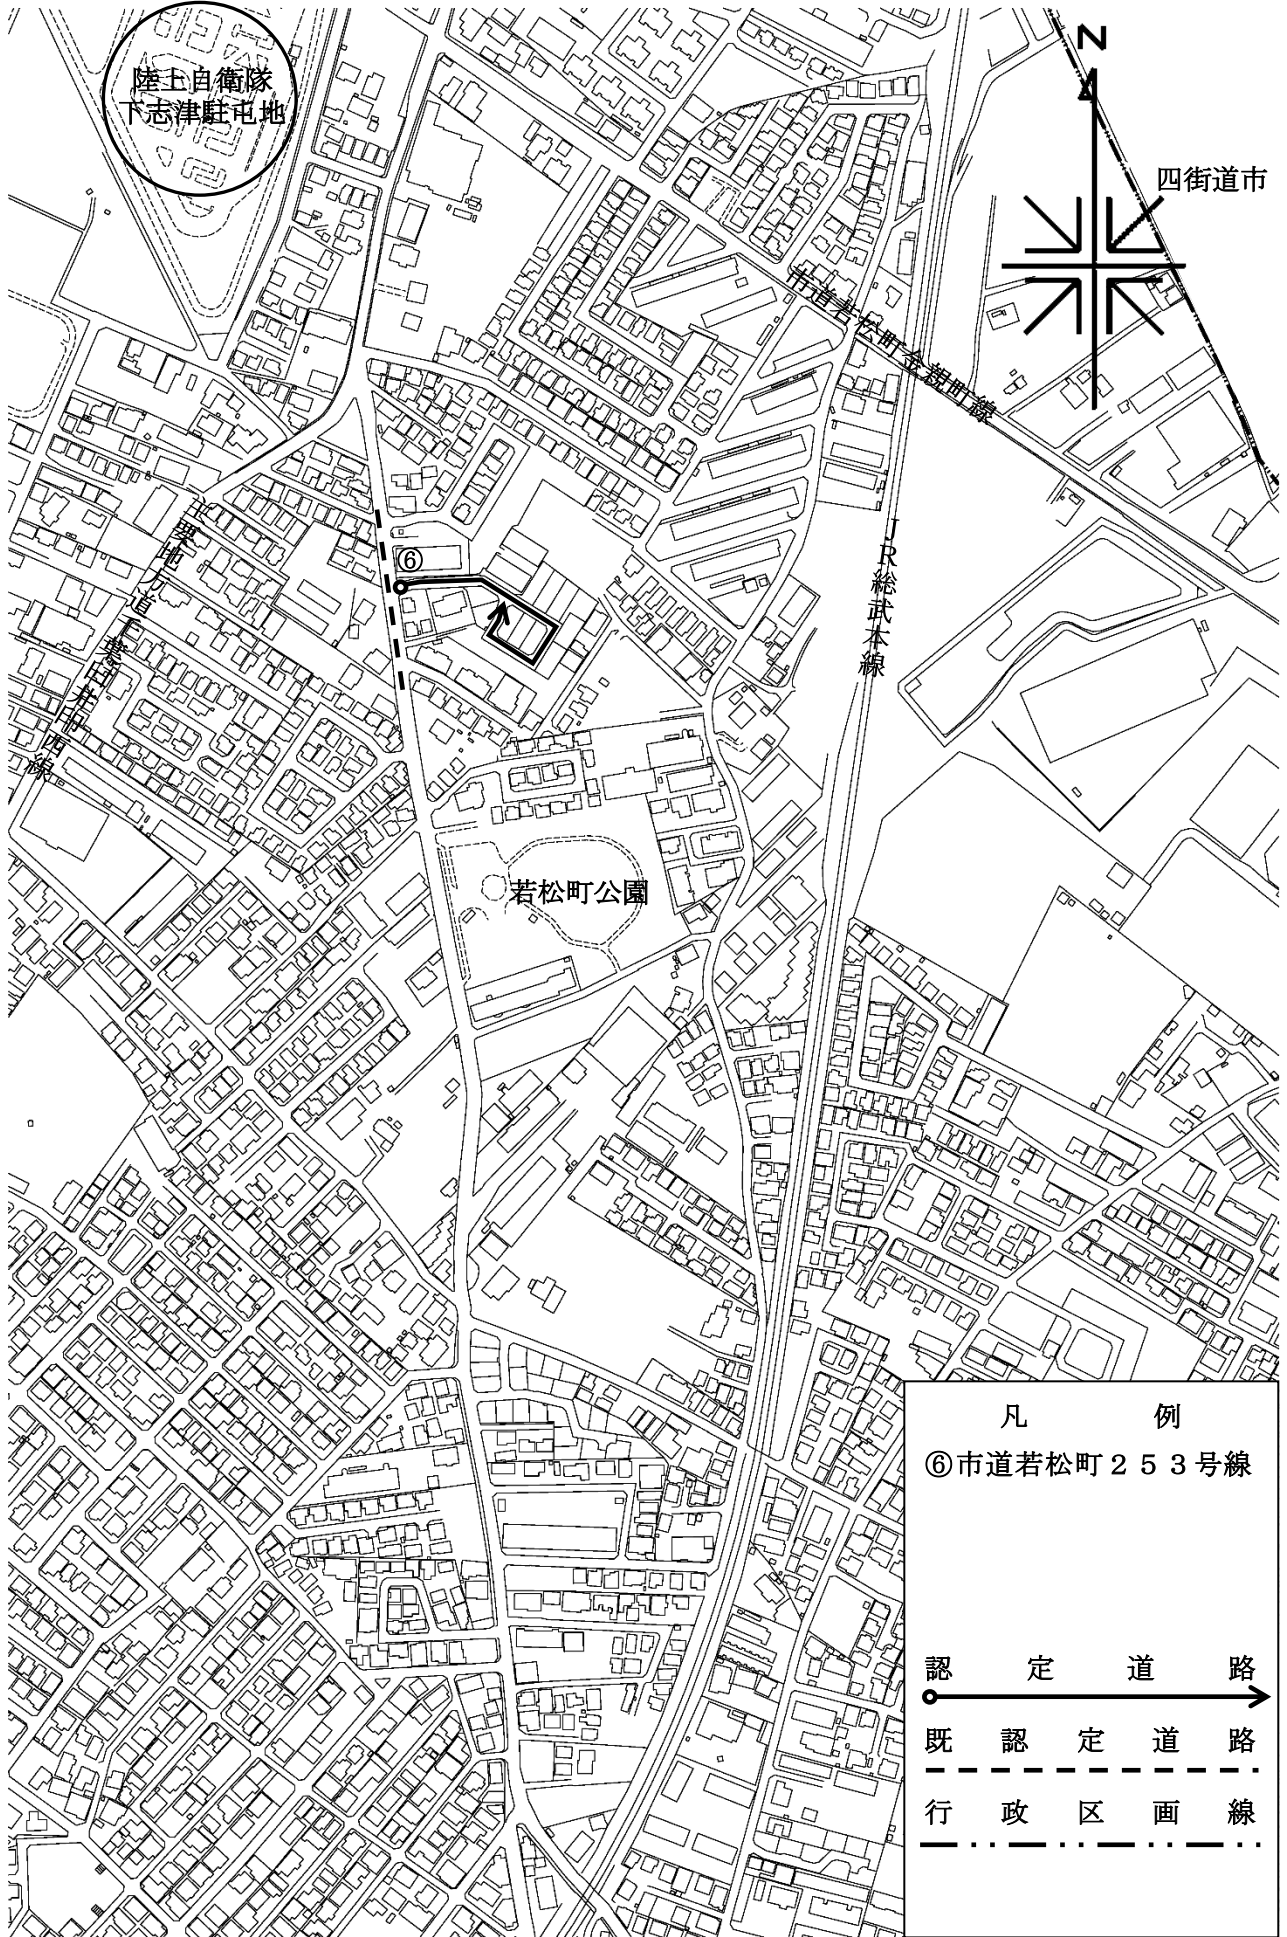 陸上自衛隊
下志津駐屯地
N
四街道市
市道若松町金親町線
⑥
主要地方道千葉臼井印西線
JR総武本線
若松町公園
凡例
⑥市道若松町２５３号線
認定道路
既認定道路
行政区画線